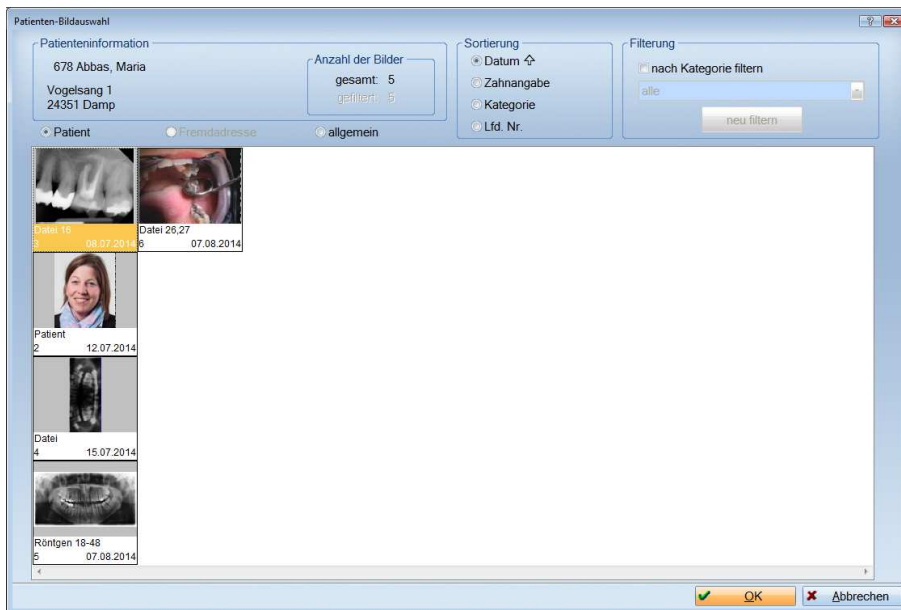 Patienten-Bildauswahl
Patienteninformation
678 Abbas, Maria
Vogelsang 1
24351 Damp
Anzahl der Bilder
gesamt: 5
gefiltert: 5
Sortierung
Datum
Zahnangabe
Kategorie
Lfd. Nr.
Filterung
nach Kategorie filtern
alle
neu filtern
Patient
Fremdadresse
allgemein
Datei 16
3 08.07.2014
Datei 26,27
6 07.08.2014
Patient
2 12.07.2014
Datei
4 15.07.2014
Röntgen 18-48
5 07.08.2014
OK
Abbrechen